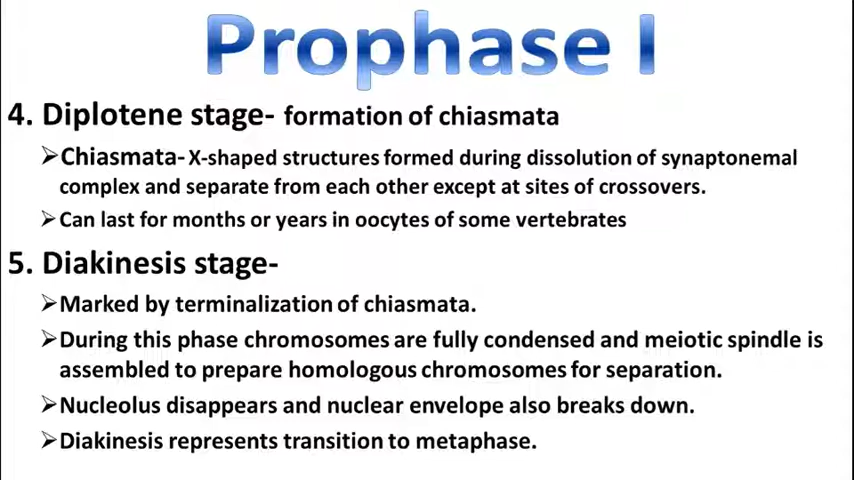 Prophase I
4. Diplotene stage- formation of chiasmata
➢Chiasmata- X-shaped structures formed during dissolution of synaptonemal
complex and separate from each other except at sites of crossovers.
➢Can last for months or years in oocytes of some vertebrates
5. Diakinesis stage-
➢Marked by terminalization of chiasmata.
➢During this phase chromosomes are fully condensed and meiotic spindle is
assembled to prepare homologous chromosomes for separation.
➢Nucleolus disappears and nuclear envelope also breaks down.
➢Diakinesis represents transition to metaphase.